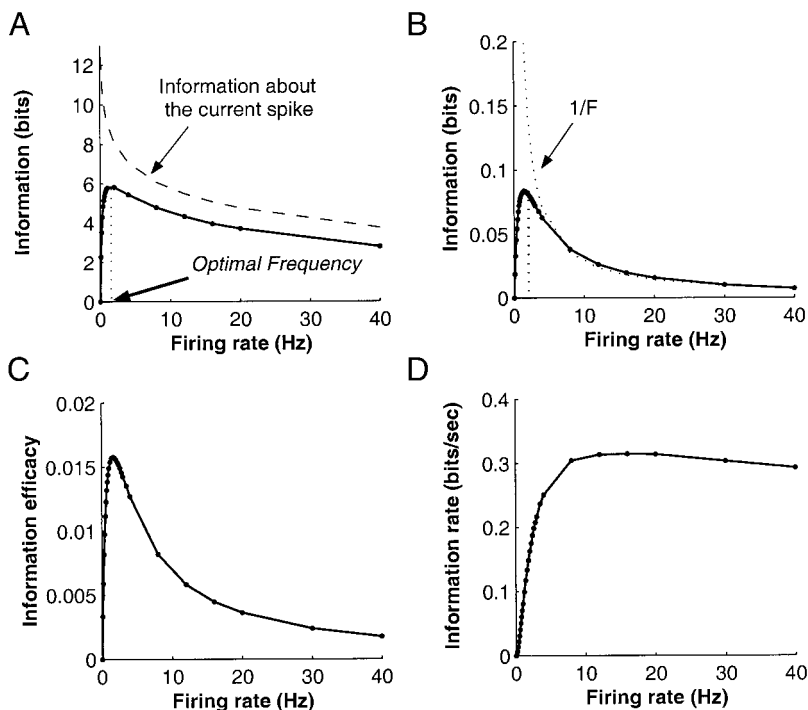 A
Information (bits)
12
10
8
6
4
2
0
Information about
the current spike
Optimal Frequency
0 10 20 30 40
Firing rate (Hz)
B
Information (bits)
0.2
0.15
0.1
0.05
0
1/F
0 10 20 30 40
Firing rate (Hz)
C
Information efficacy
0.02
0.015
0.01
0.005
0
0 10 20 30 40
Firing rate (Hz)
D
Information rate (bits/sec)
0.4
0.3
0.2
0.1
0
0 10 20 30 40
Firing rate (Hz)